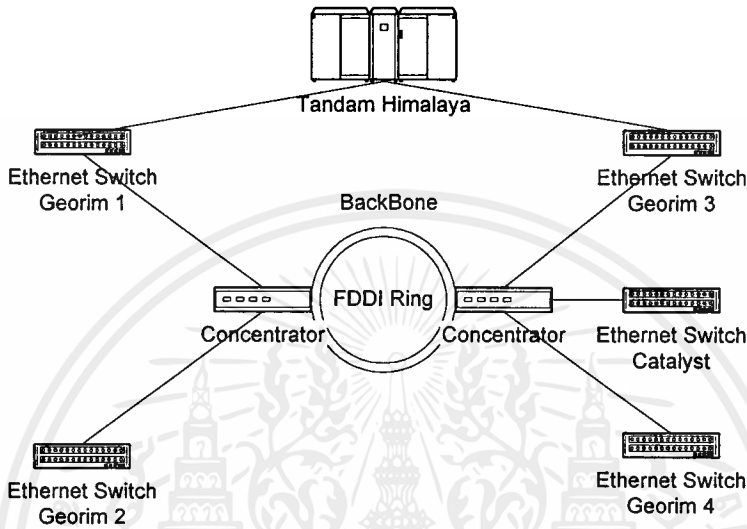 Tandam Himalaya
Ethernet Switch
Georim 1
Ethernet Switch
Georim 3
BackBone
FDDI Ring
Concentrator
Concentrator
Ethernet Switch
Catalyst
Ethernet Switch
Georim 2
Ethernet Switch
Georim 4